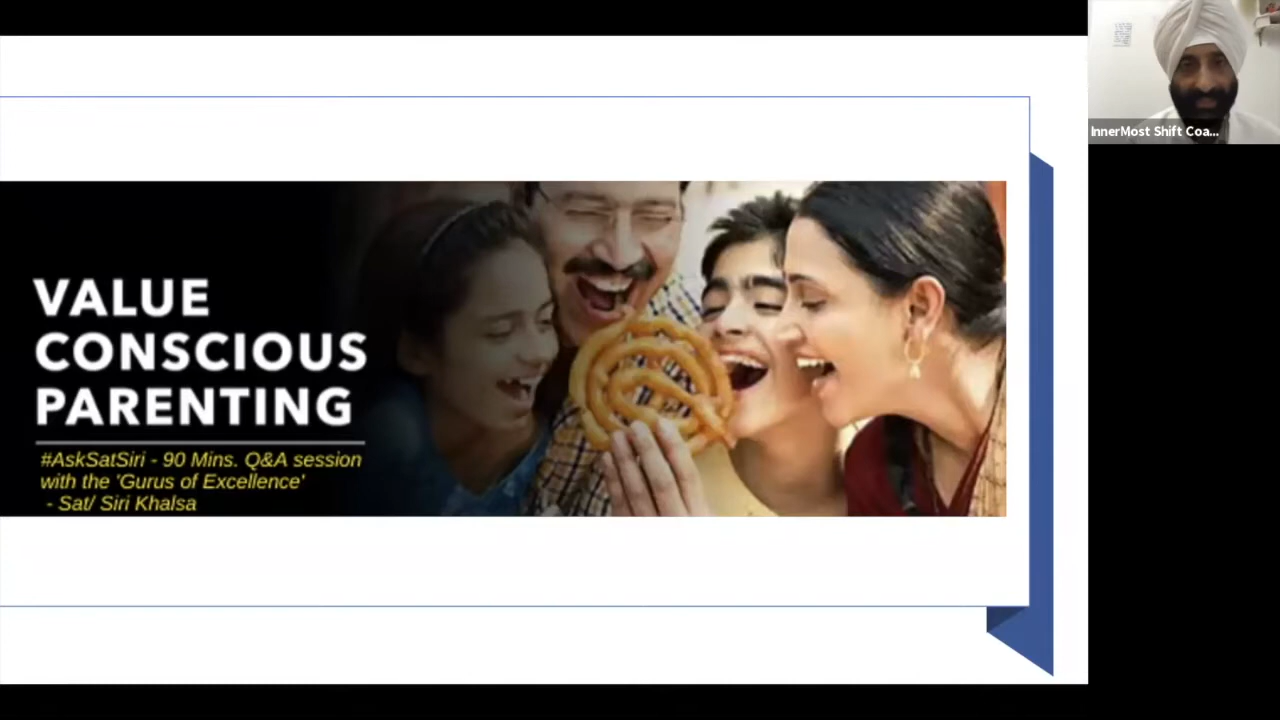 VALUE
CONSCIOUS
PARENTING
#AskSatSiri - 90 Mins. Q&A session
with the 'Gurus of Excellence'
- Sat/ Siri Khalsa
InnerMost Shift Coa...